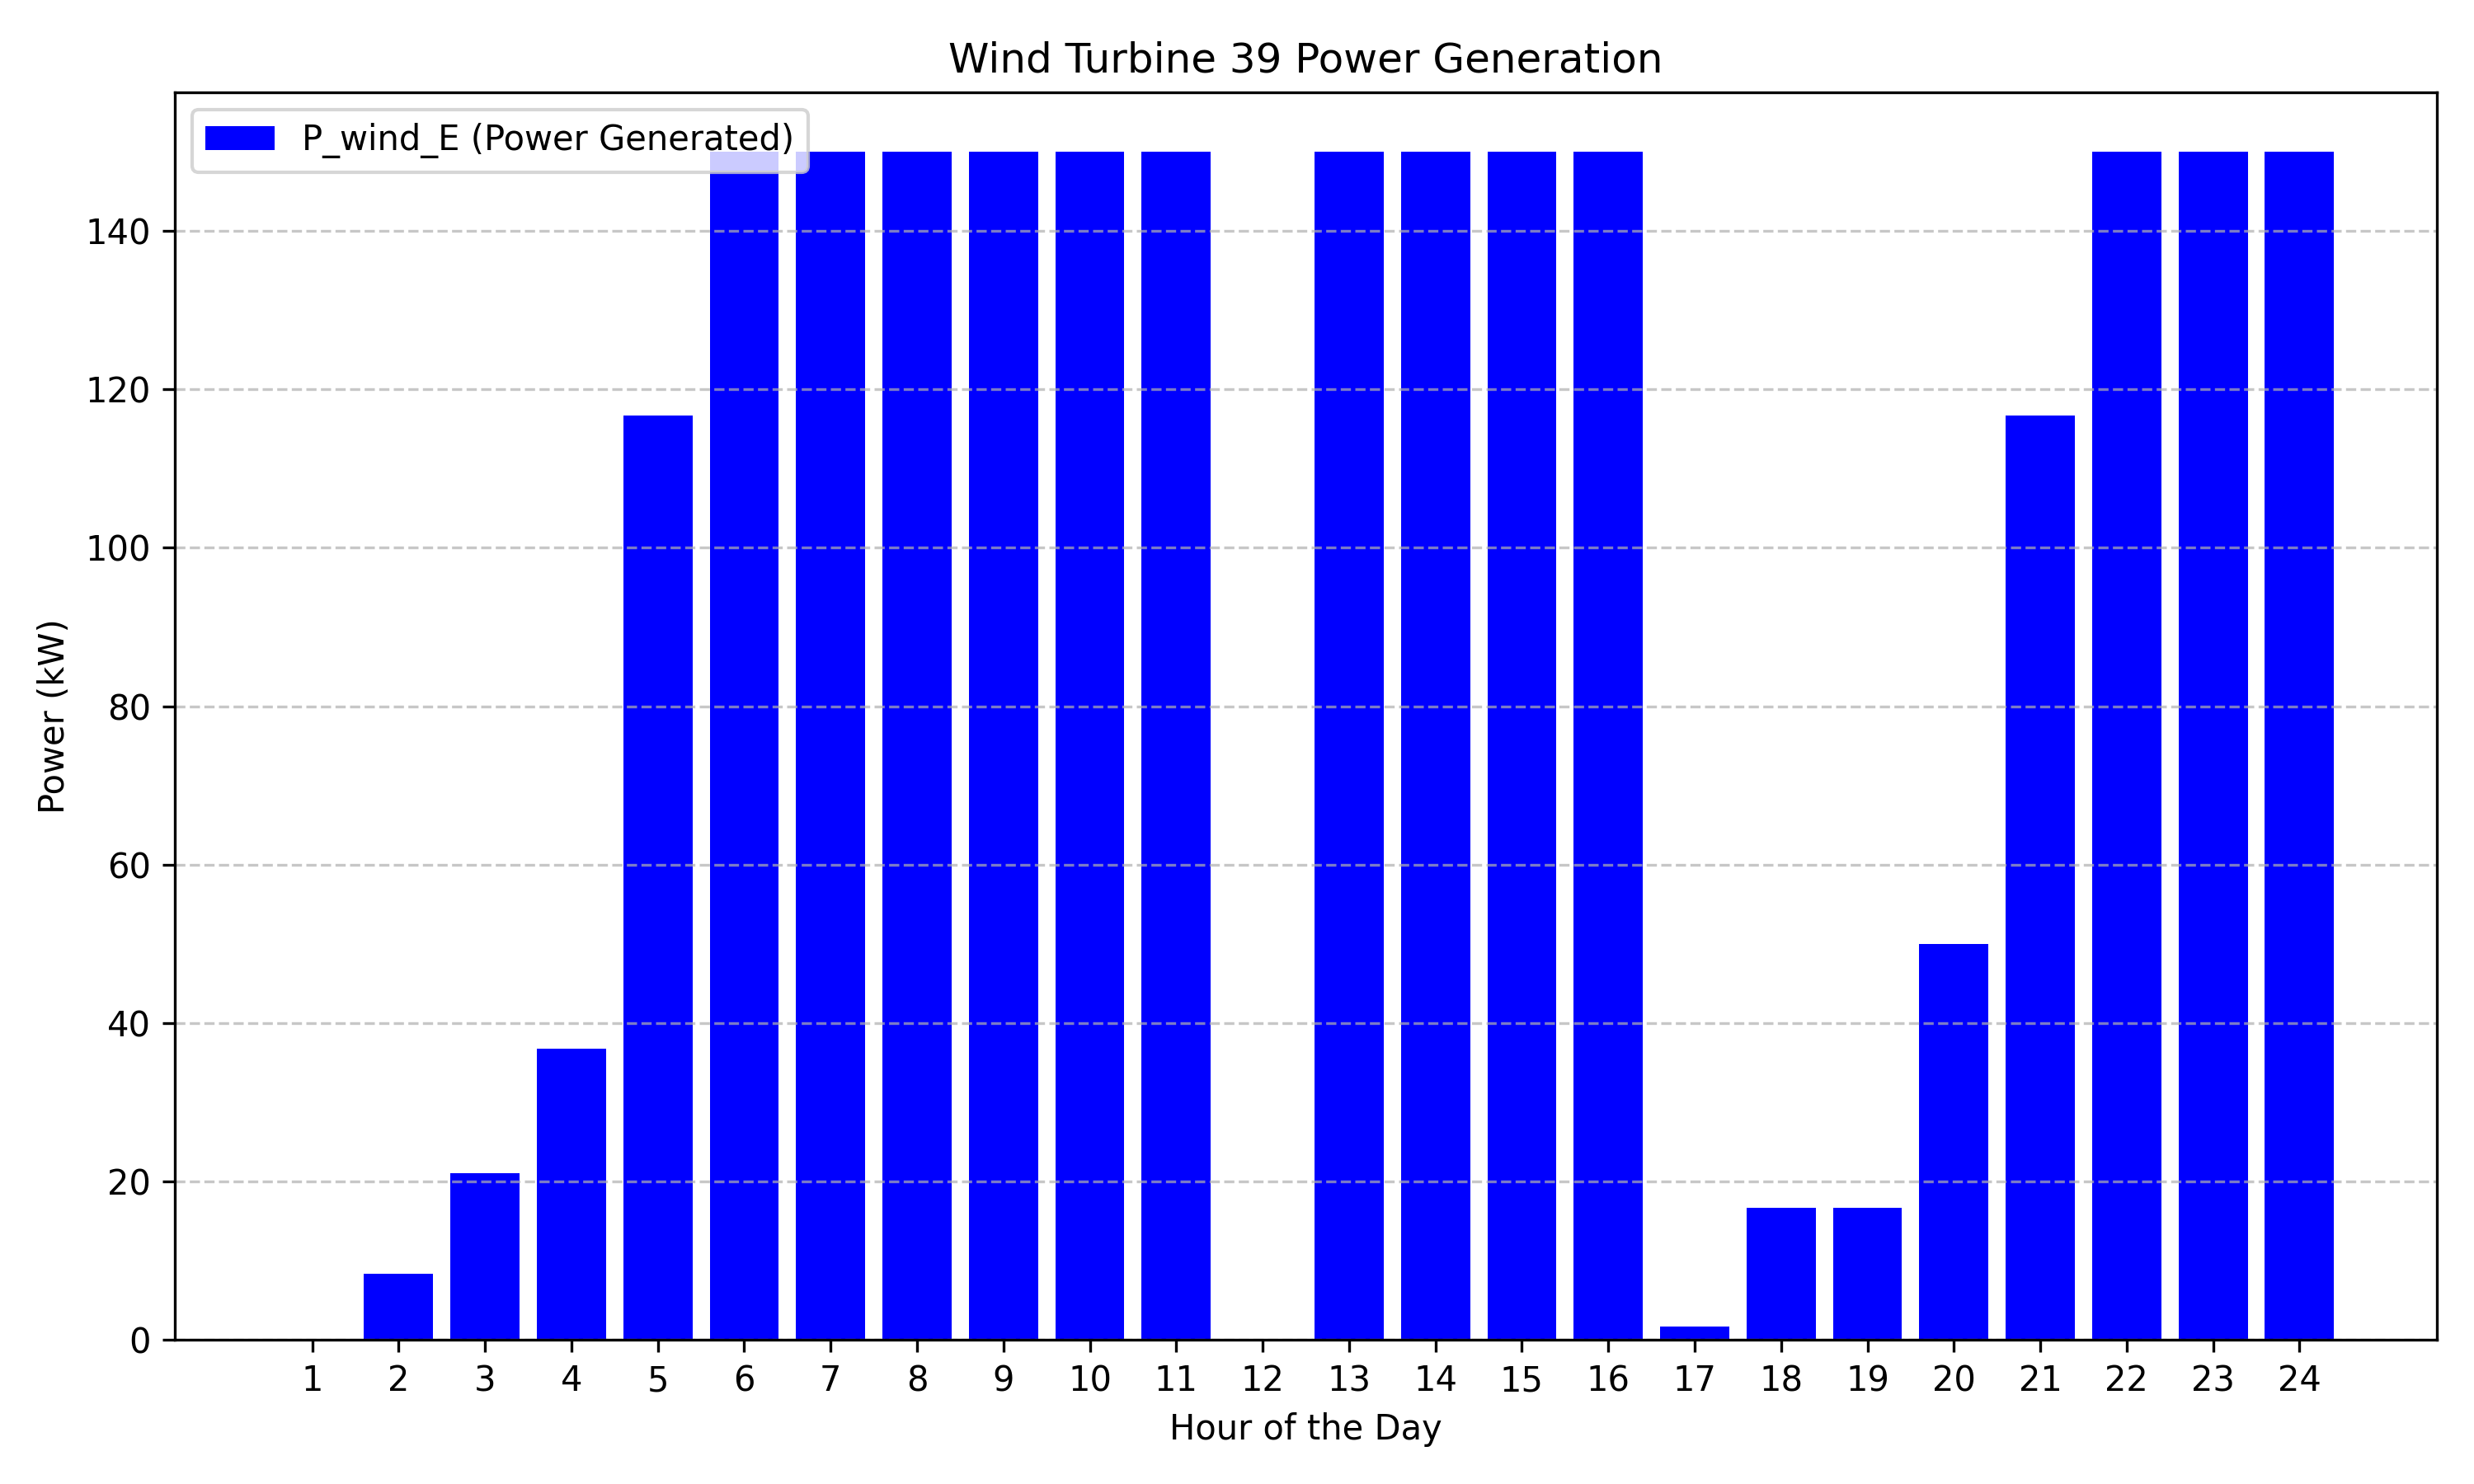 Wind Turbine 39 Power Generation
P_wind_E (Power Generated)
140
120
100
80
60
40
20
0
Power (kW)
1 2 3 4 5 6 7 8 9 10 11 12 13 14 15 16 17 18 19 20 21 22 23 24
Hour of the Day